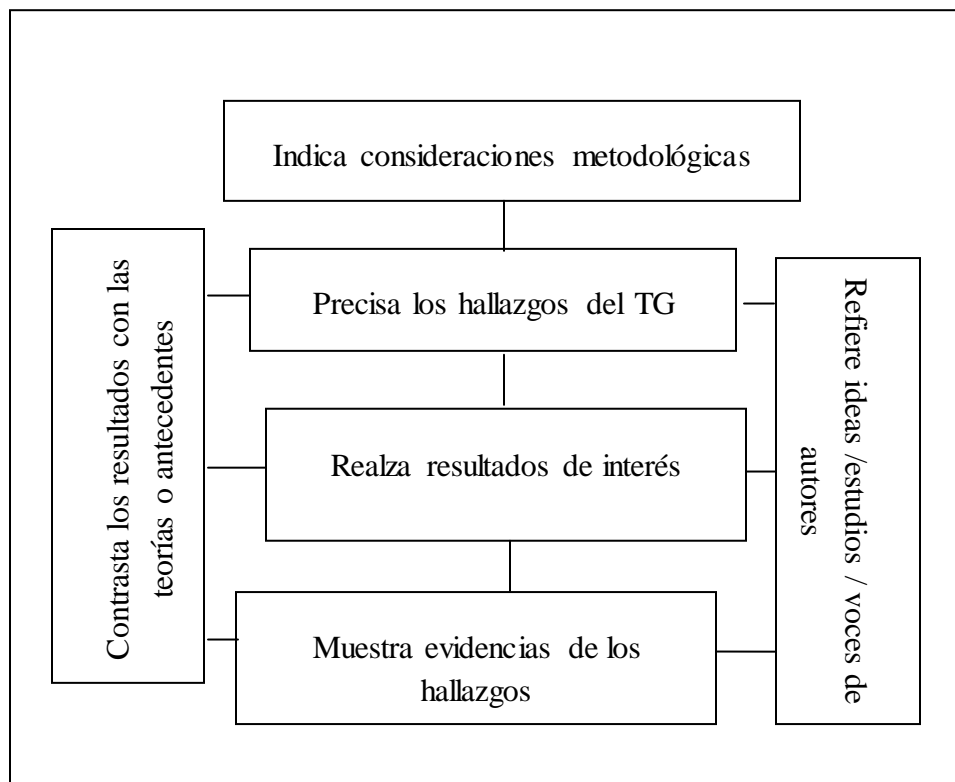 Indica consideraciones metodológicas
Contrasta los resultados con las
teorías o antecedentes
Precisa los hallazgos del TG
Realza resultados de interés
Muestra evidencias de los
hallazgos
Refiere ideas /estudios / voces de
autores